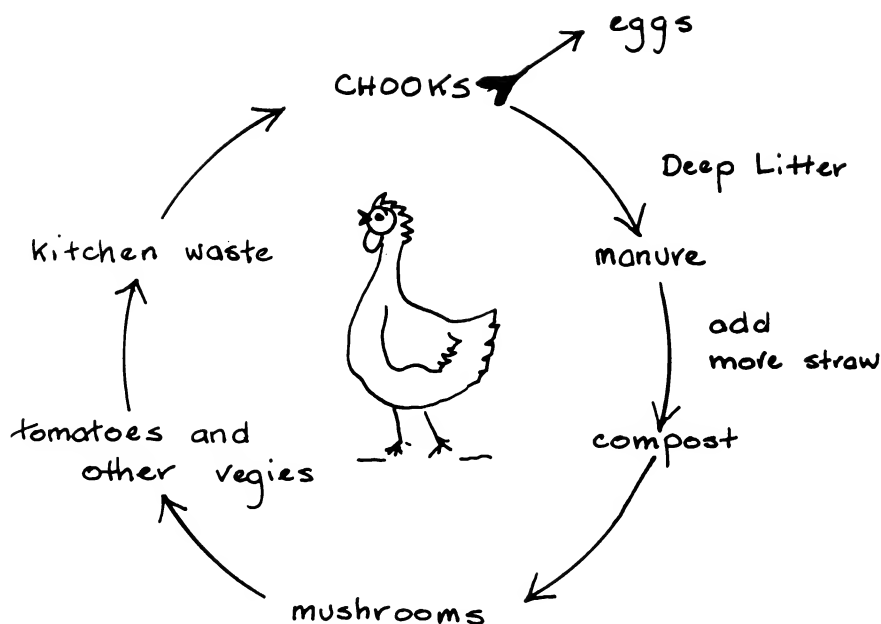 eggs
CHOOKS
Deep Litter
manure
add
more straw
compost
mushrooms
tomatoes and
other vegies
kitchen waste